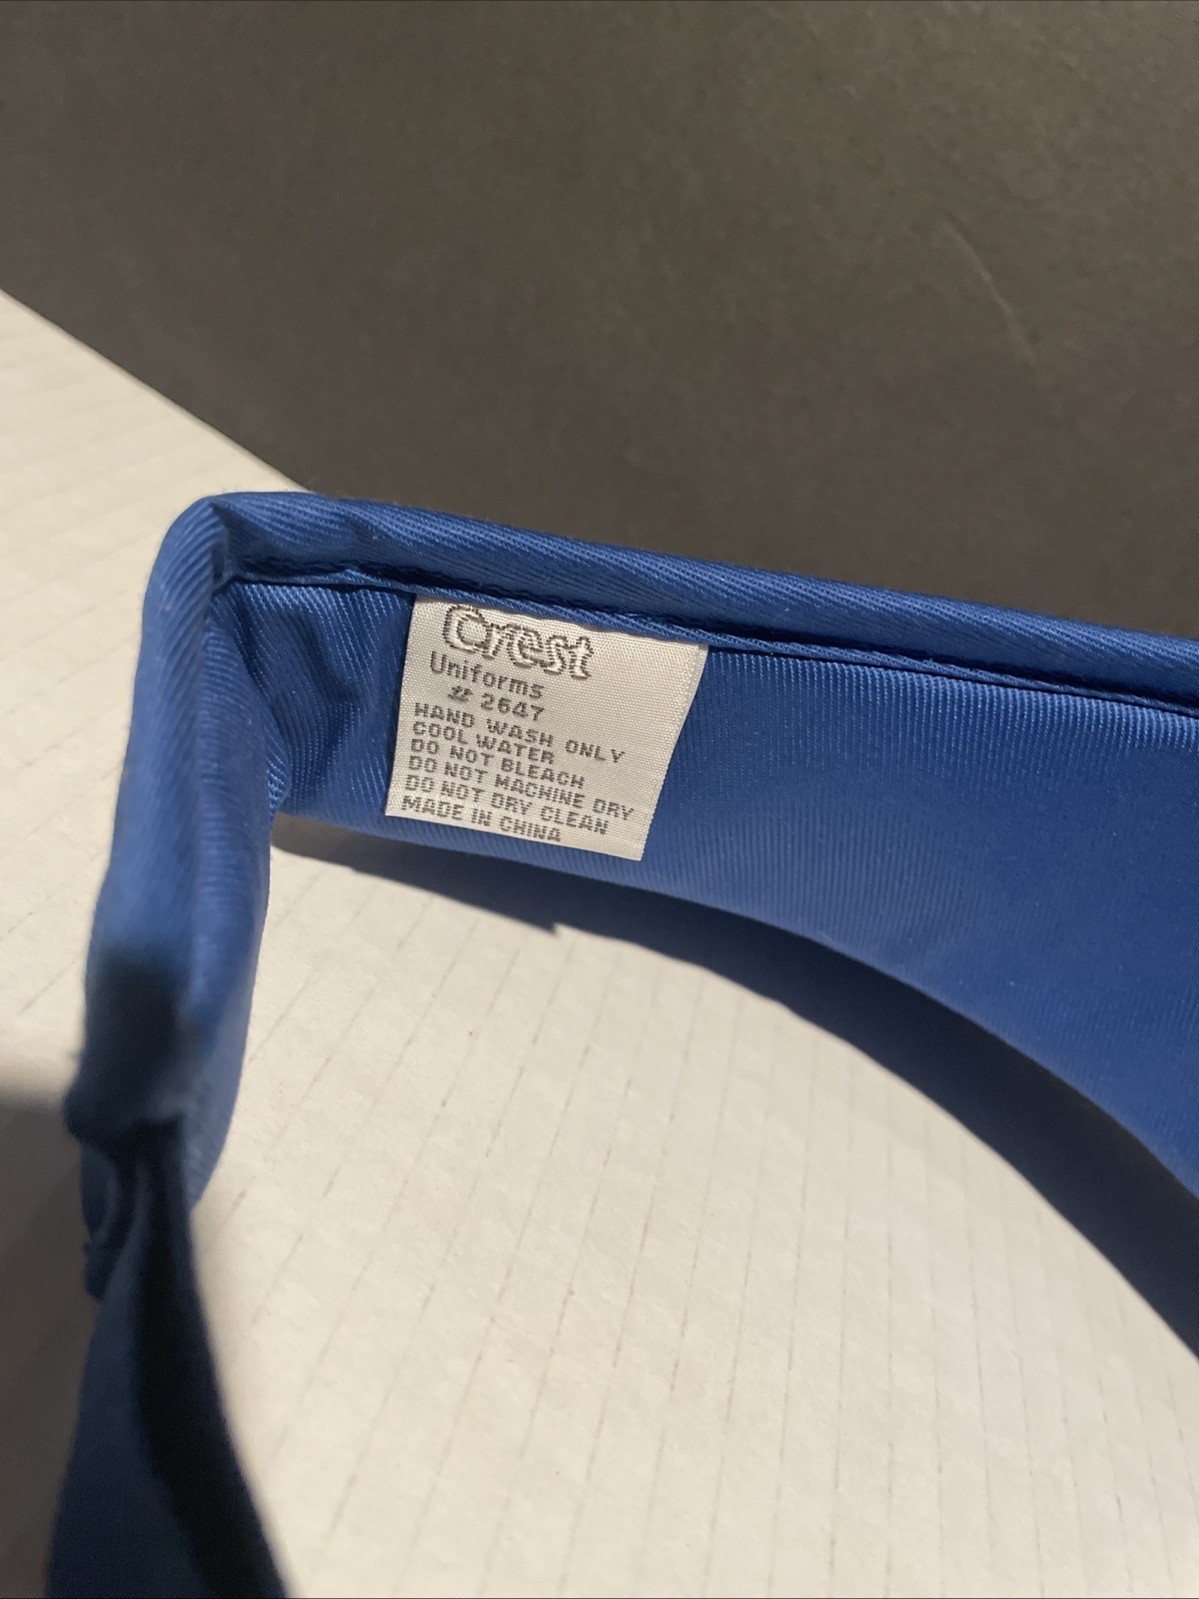 Crest
Uniforms
# 2647
HAND WASH ONLY
COOL WATER
DO NOT BLEACH
DO NOT MACHINE DRY
DO NOT DRY CLEAN
MADE IN CHINA